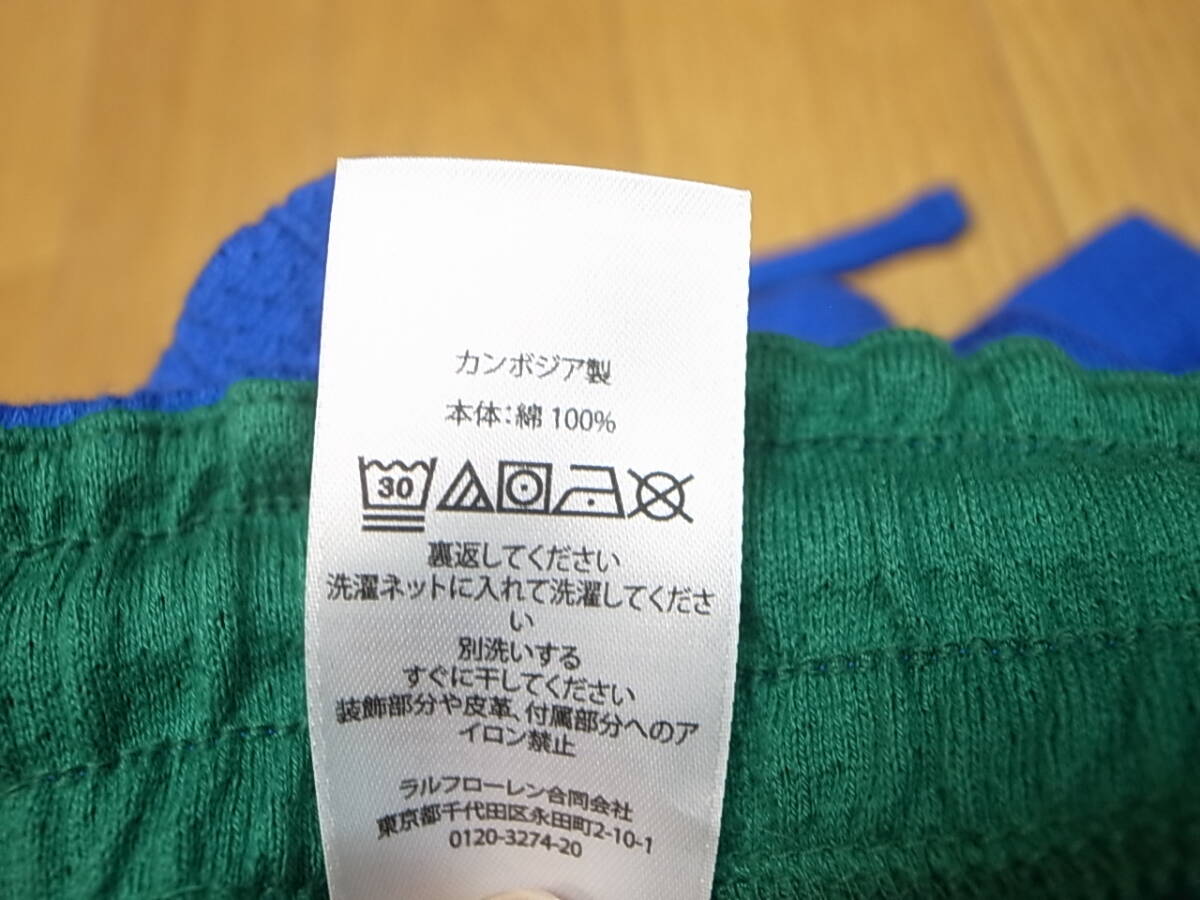 カンボジア製
本体:綿 100%
30
裏返してください
洗濯ネットに入れて洗濯してくださ
い
別洗いする
すぐに干してください
装飾部分や皮革、付属部分へのア
イロン禁止
ラルフローレン合同会社
東京都千代田区永田町2-10-1
0120-3274-20